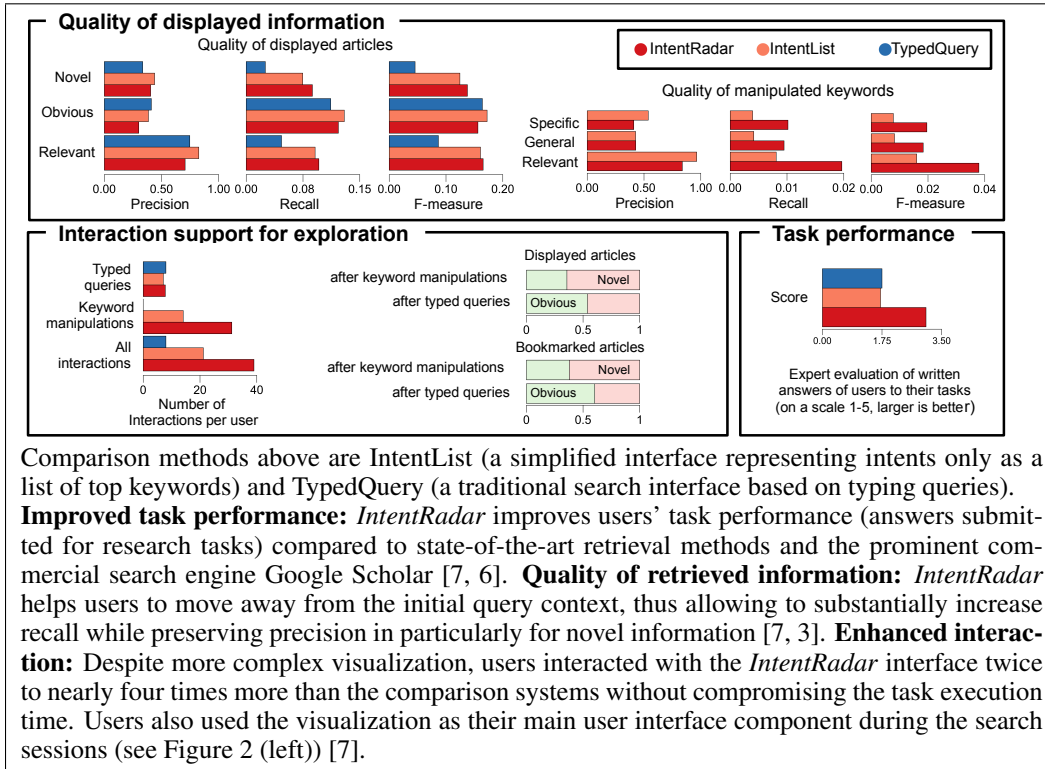 Quality of displayed information
Quality of displayed articles
IntentRadar IntentList TypedQuery
Novel
Obvious
Relevant
0.00 0.50 1.00
Precision
0.00 0.08 0.15
Recall
0.00 0.10 0.20
F-measure
Quality of manipulated keywords
Specific
General
Relevant
0.00 0.50 1.00
Precision
0.00 0.01 0.02
Recall
0.00 0.02 0.04
F-measure
Interaction support for exploration
Typed
queries
Keyword
manipulations
All
interactions
0 20 40
Number of
Interactions per user
Displayed articles
after keyword manipulations Novel
after typed queries Obvious
0 0.5 1
Bookmarked articles
after keyword manipulations Novel
after typed queries Obvious
0 0.5 1
Task performance
Score
0.00 1.75 3.50
Expert evaluation of written
answers of users to their tasks
(on a scale 1-5, larger is better)
Comparison methods above are IntentList (a simplified interface representing intents only as a
list of top keywords) and TypedQuery (a traditional search interface based on typing queries).
Improved task performance: IntentRadar improves users' task performance (answers submit-
ted for research tasks) compared to state-of-the-art retrieval methods and the prominent com-
mercial search engine Google Scholar [7, 6]. Quality of retrieved information: IntentRadar
helps users to move away from the initial query context, thus allowing to substantially increase
recall while preserving precision in particularly for novel information [7, 3]. Enhanced interac-
tion: Despite more complex visualization, users interacted with the IntentRadar interface twice
to nearly four times more than the comparison systems without compromising the task execution
time. Users also used the visualization as their main user interface component during the search
sessions (see Figure 2 (left)) [7].